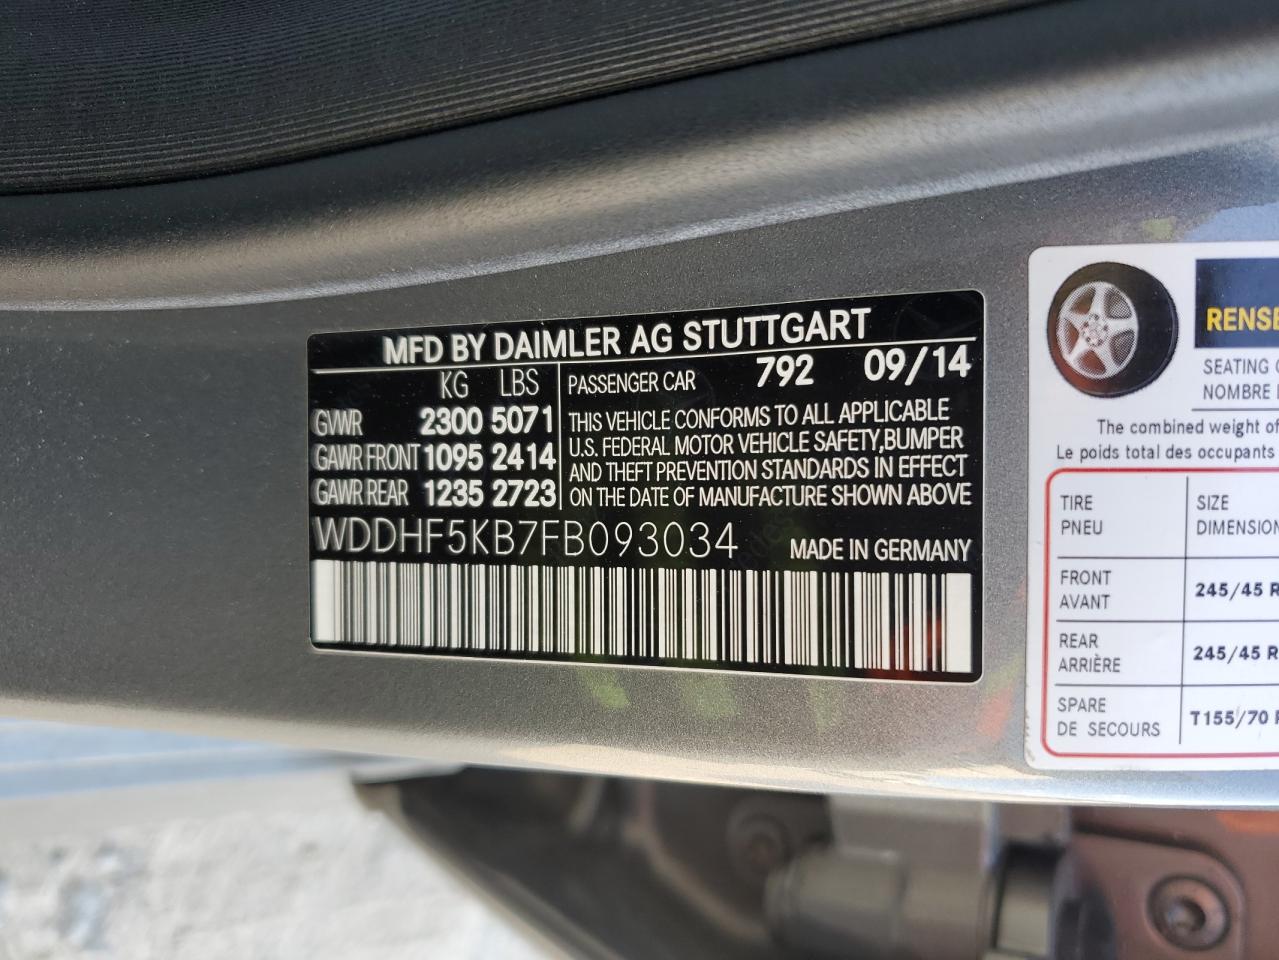 MFD BY DAIMLER AG STUTTGART
KG LBS
PASSENGER CAR 792 09/14
GVWR 2300 5071
GAWR FRONT 1095 2414
GAWR REAR 1235 2723
THIS VEHICLE CONFORMS TO ALL APPLICABLE
U.S. FEDERAL MOTOR VEHICLE SAFETY,BUMPER
AND THEFT PREVENTION STANDARDS IN EFFECT
ON THE DATE OF MANUFACTURE SHOWN ABOVE
WDDHF5KB7FB093034
MADE IN GERMANY
RENSE
SEATING
NOMBRE
The combined weight of
Le poids total des occupants
TIRE SIZE
PNEU DIMENSION
FRONT
AVANT
245/45 R
REAR
ARRIÈRE
245/45 R
SPARE
DE SECOURS
T155/70